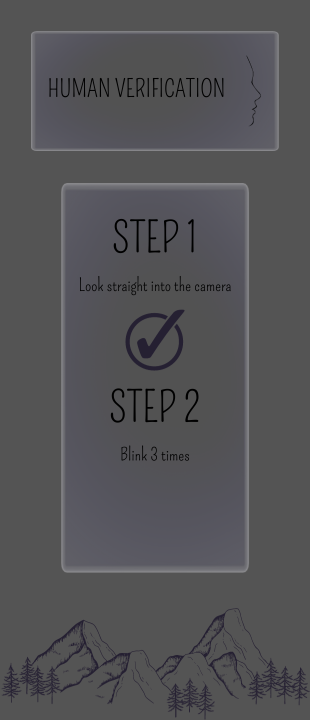 HUMAN VERIFICATION
STEP 1
Look straight into the camera
STEP 2
Blink 3 times